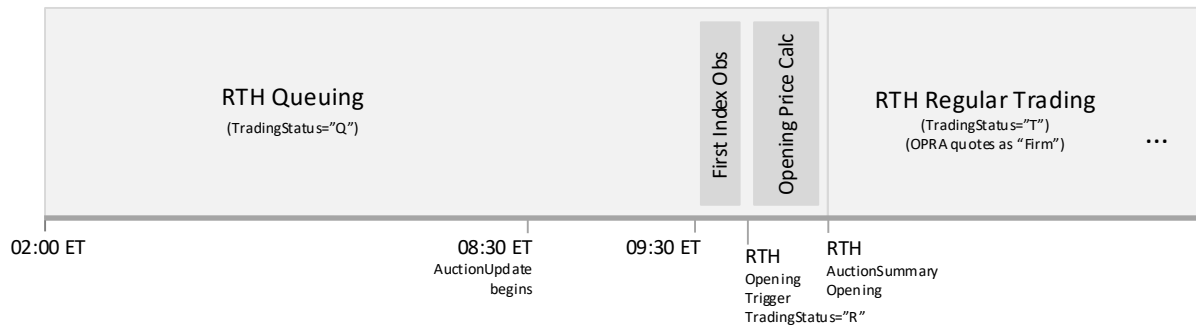 RTH Queuing
(TradingStatus=”Q”)
First Index Obs
Opening Price Calc
RTH Regular Trading
(TradingStatus=”T”)
(OPRA quotes as “Firm”)
...
02:00 ET
08:30 ET
AuctionUpdate
begins
09:30 ET
RTH
Opening
Trigger
TradingStatus=”R”
RTH
AuctionSummary
Opening